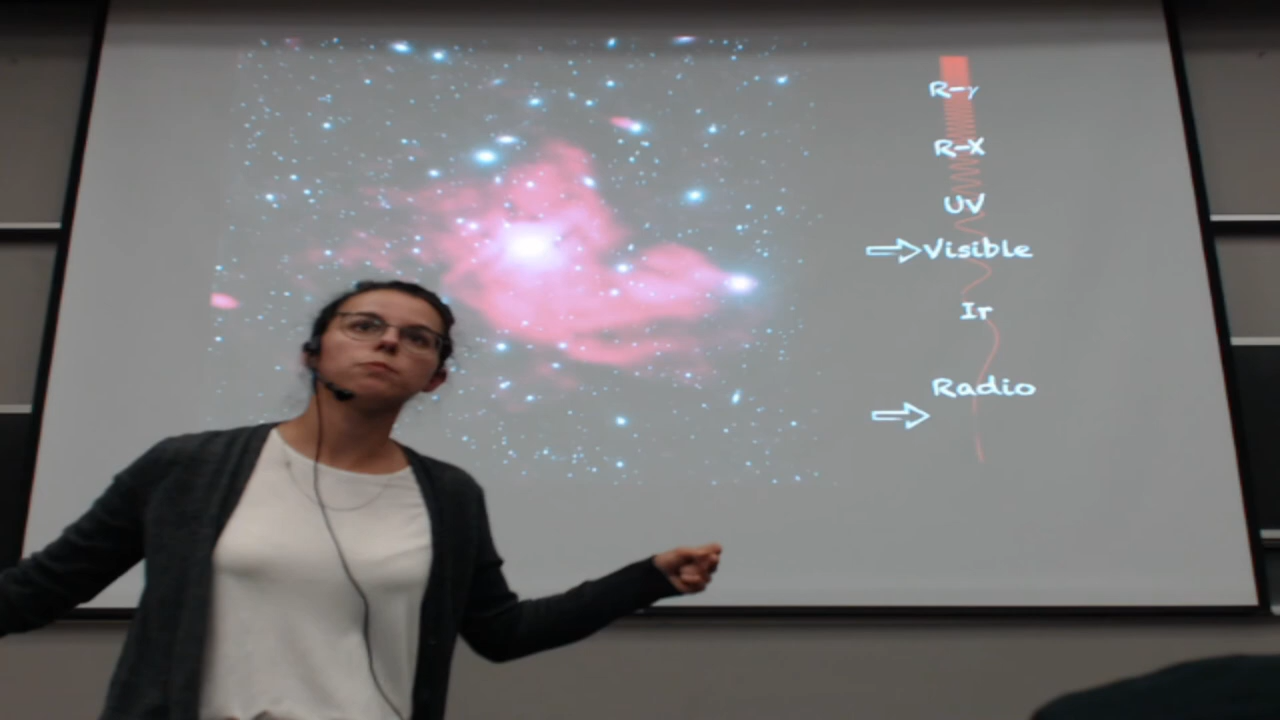 R-γ
R-X
UV
Visible
Ir
Radio